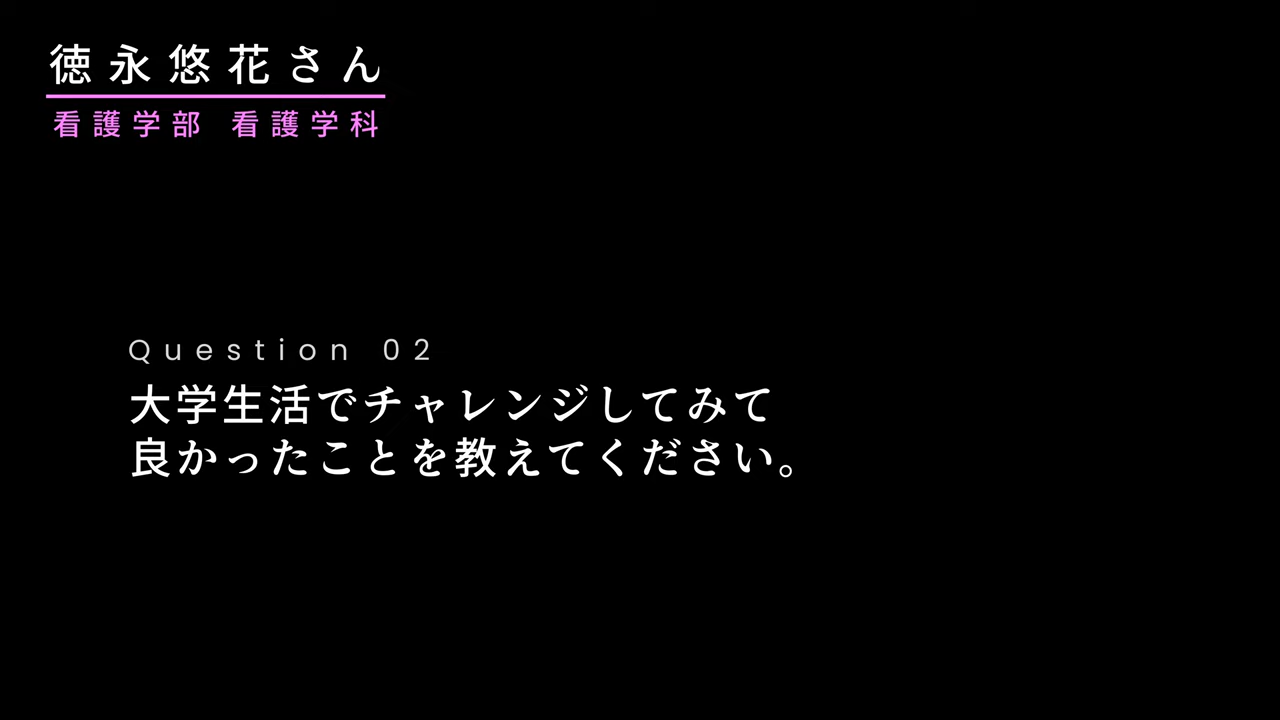 徳永悠花さん
看護学部 看護学科
Question 02
大学生活でチャレンジしてみて
良かったことを教えてください。